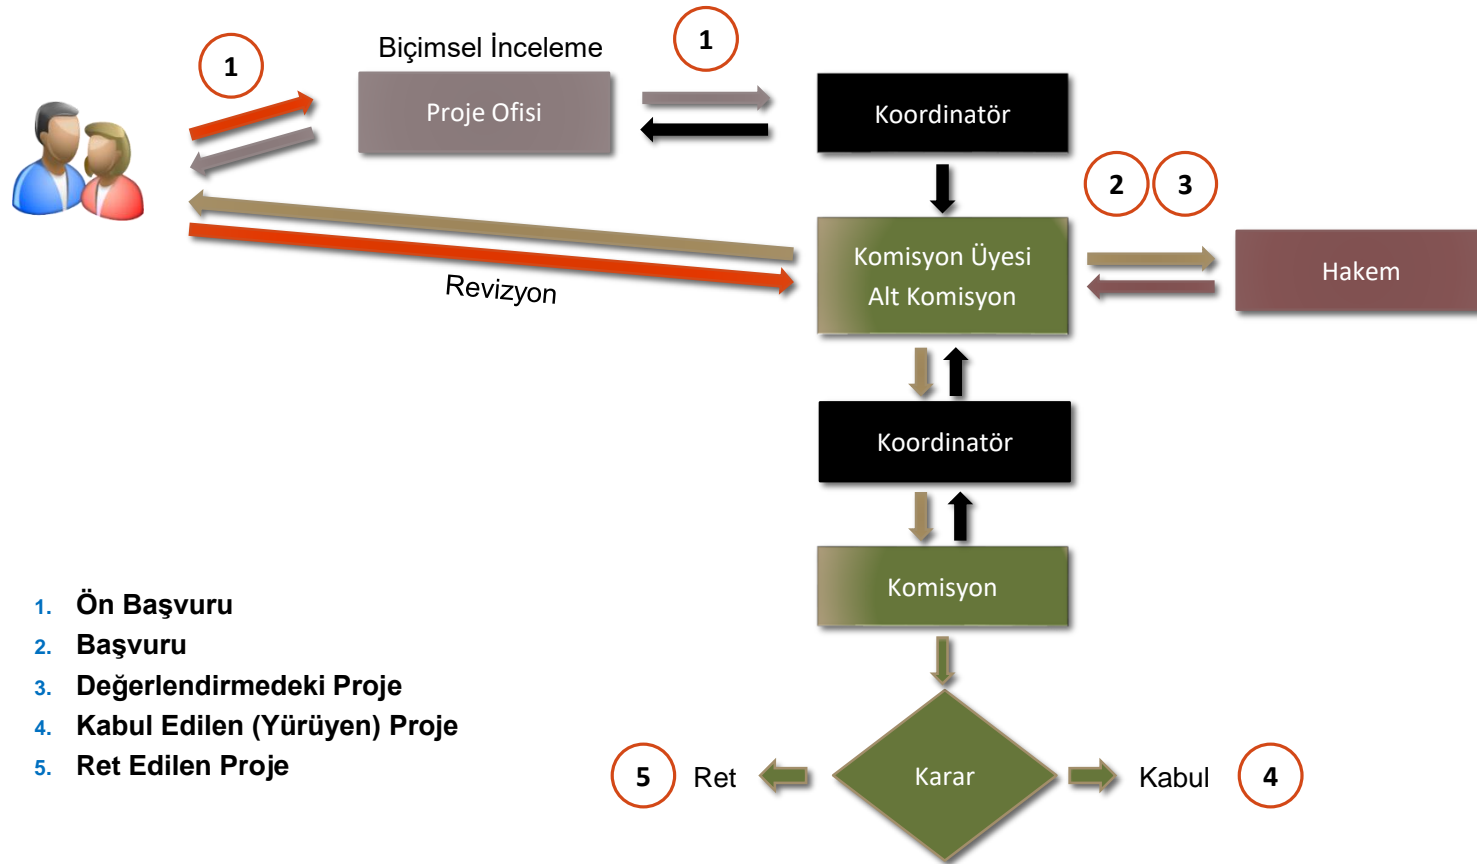 Biçimsel İnceleme
1
1
Proje Ofisi
Koordinatör
2
3
Komisyon Üyesi
Alt Komisyon
Hakem
Revizyon
Koordinatör
Komisyon
1. Ön Başvuru
2. Başvuru
3. Değerlendirmedeki Proje
4. Kabul Edilen (Yürüyen) Proje
5. Ret Edilen Proje
5
Ret
Karar
Kabul
4